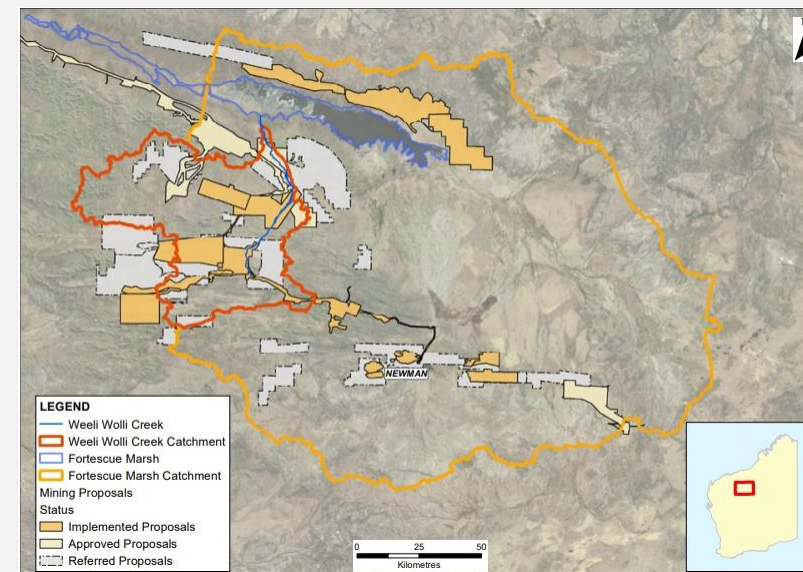 NEWMAN
LEGEND
Weeli Wolli Creek
Weeli Wolli Creek Catchment
Fortescue Marsh
Fortescue Marsh Catchment
Mining Proposals
Status
Implemented Proposals
Approved Proposals
Referred Proposals
0 25 50
Kilometres